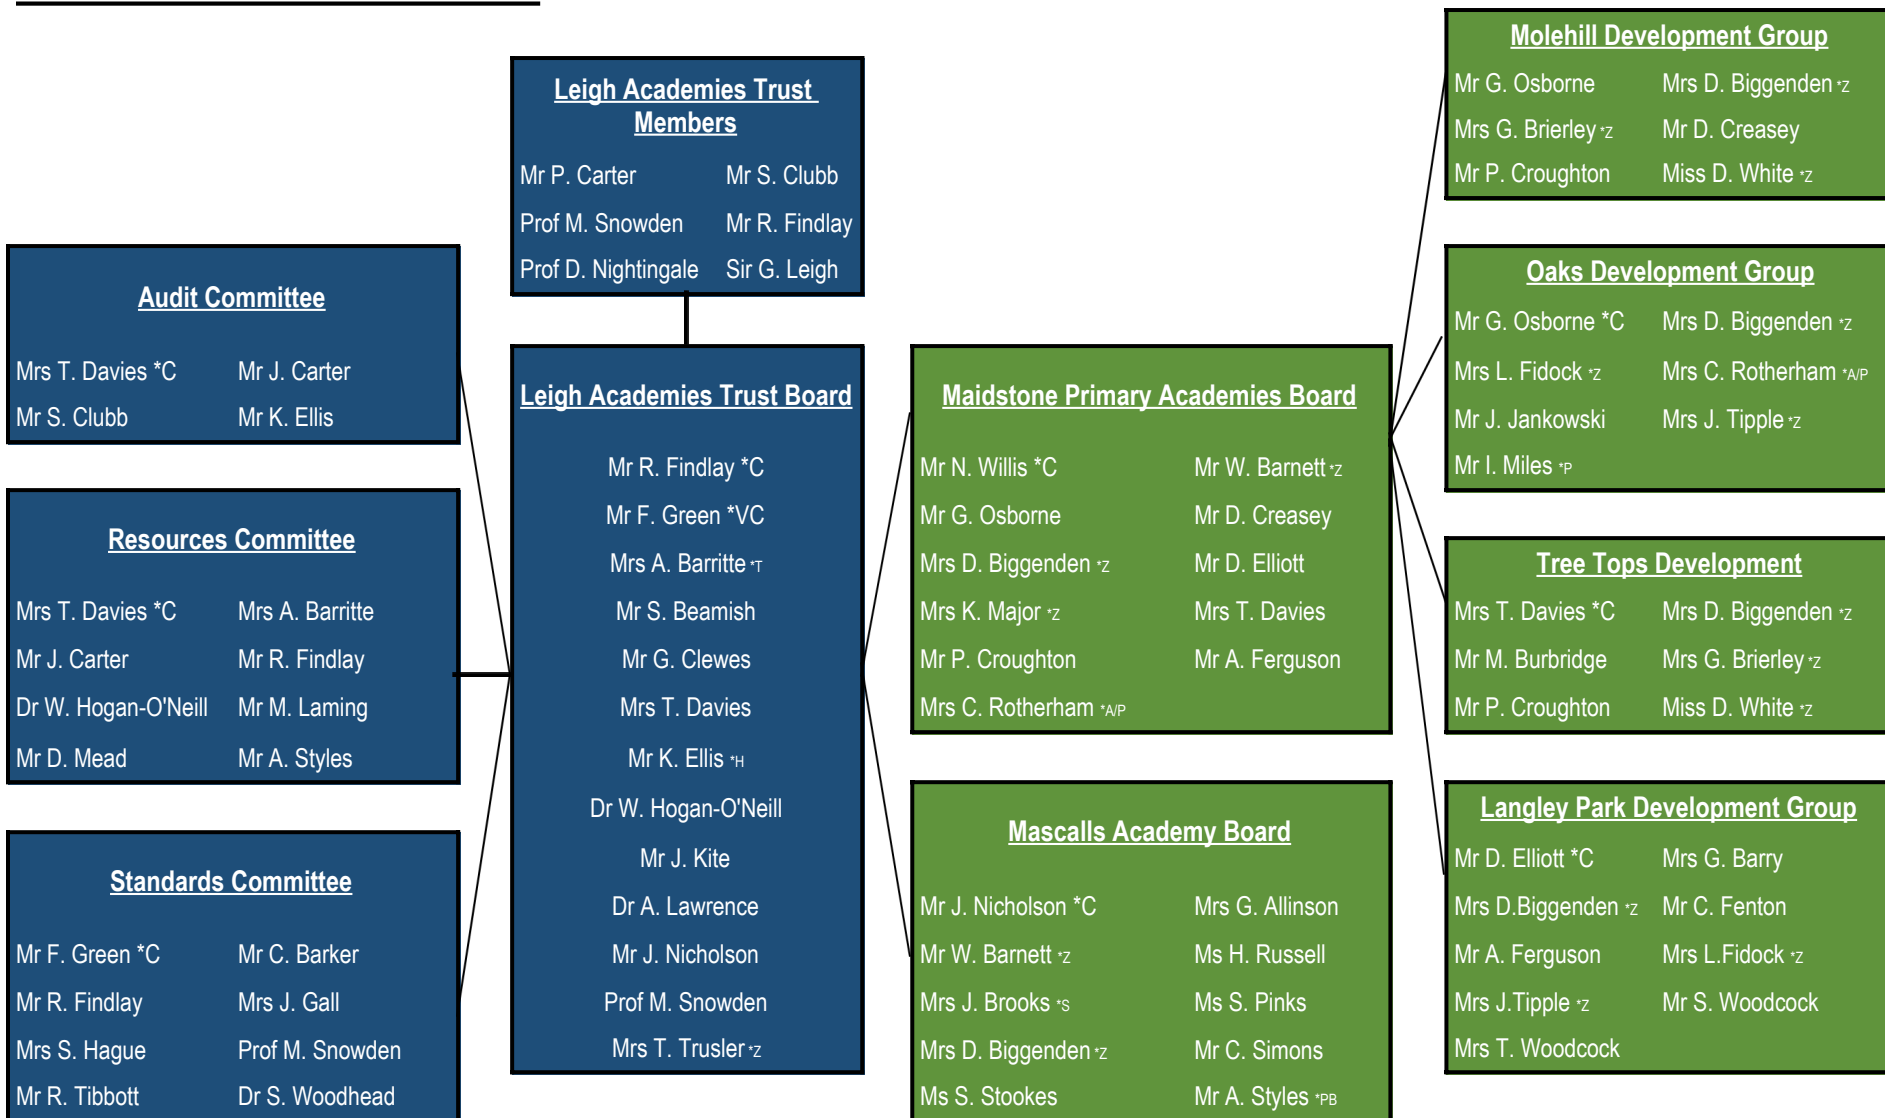 Leigh Academies Trust
Members
Mr P. Carter Mr S. Clubb
Prof M. Snowden Mr R. Findlay
Prof D. Nightingale Sir G. Leigh
Audit Committee
Mrs T. Davies *C Mr J. Carter
Mr S. Clubb Mr K. Ellis
Resources Committee
Mrs T. Davies *C Mrs A. Barritte
Mr J. Carter Mr R. Findlay
Dr W. Hogan-O'Neill Mr M. Laming
Mr D. Mead Mr A. Styles
Standards Committee
Mr F. Green *C Mr C. Barker
Mr R. Findlay Mrs J. Gall
Mrs S. Hague Prof M. Snowden
Mr R. Tibbott Dr S. Woodhead
Leigh Academies Trust Board
Mr R. Findlay *C
Mr F. Green *VC
Mrs A. Barritte *T
Mr S. Beamish
Mr G. Clewes
Mrs T. Davies
Mr K. Ellis *H
Dr W. Hogan-O'Neill
Mr J. Kite
Dr A. Lawrence
Mr J. Nicholson
Prof M. Snowden
Mrs T. Trusler *Z
Maidstone Primary Academies Board
Mr N. Willis *C Mr W. Barnett *Z
Mr G. Osborne Mr D. Creasey
Mrs D. Biggenden *Z Mr D. Elliott
Mrs K. Major *Z Mrs T. Davies
Mr P. Croughton Mr A. Ferguson
Mrs C. Rotherham *A/P
Mascalls Academy Board
Mr J. Nicholson *C Mrs G. Allinson
Mr W. Barnett *Z Ms H. Russell
Mrs J. Brooks *S Ms S. Pinks
Mrs D. Biggenden *Z Mr C. Simons
Ms S. Stookes Mr A. Styles *PB
Molehill Development Group
Mr G. Osborne Mrs D. Biggenden *Z
Mrs G. Brierley *Z Mr D. Creasey
Mr P. Croughton Miss D. White *Z
Oaks Development Group
Mr G. Osborne *C Mrs D. Biggenden *Z
Mrs L. Fidock *Z Mrs C. Rotherham *A/P
Mr J. Jankowski Mrs J. Tipple *Z
Mr I. Miles *P
Tree Tops Development
Mrs T. Davies *C Mrs D. Biggenden *Z
Mr M. Burbridge Mrs G. Brierley *Z
Mr P. Croughton Miss D. White *Z
Langley Park Development Group
Mr D. Elliott *C Mrs G. Barry
Mrs D.Biggenden *Z Mr C. Fenton
Mr A. Ferguson Mrs L.Fidock *Z
Mrs J.Tipple *Z Mr S. Woodcock
Mrs T. Woodcock